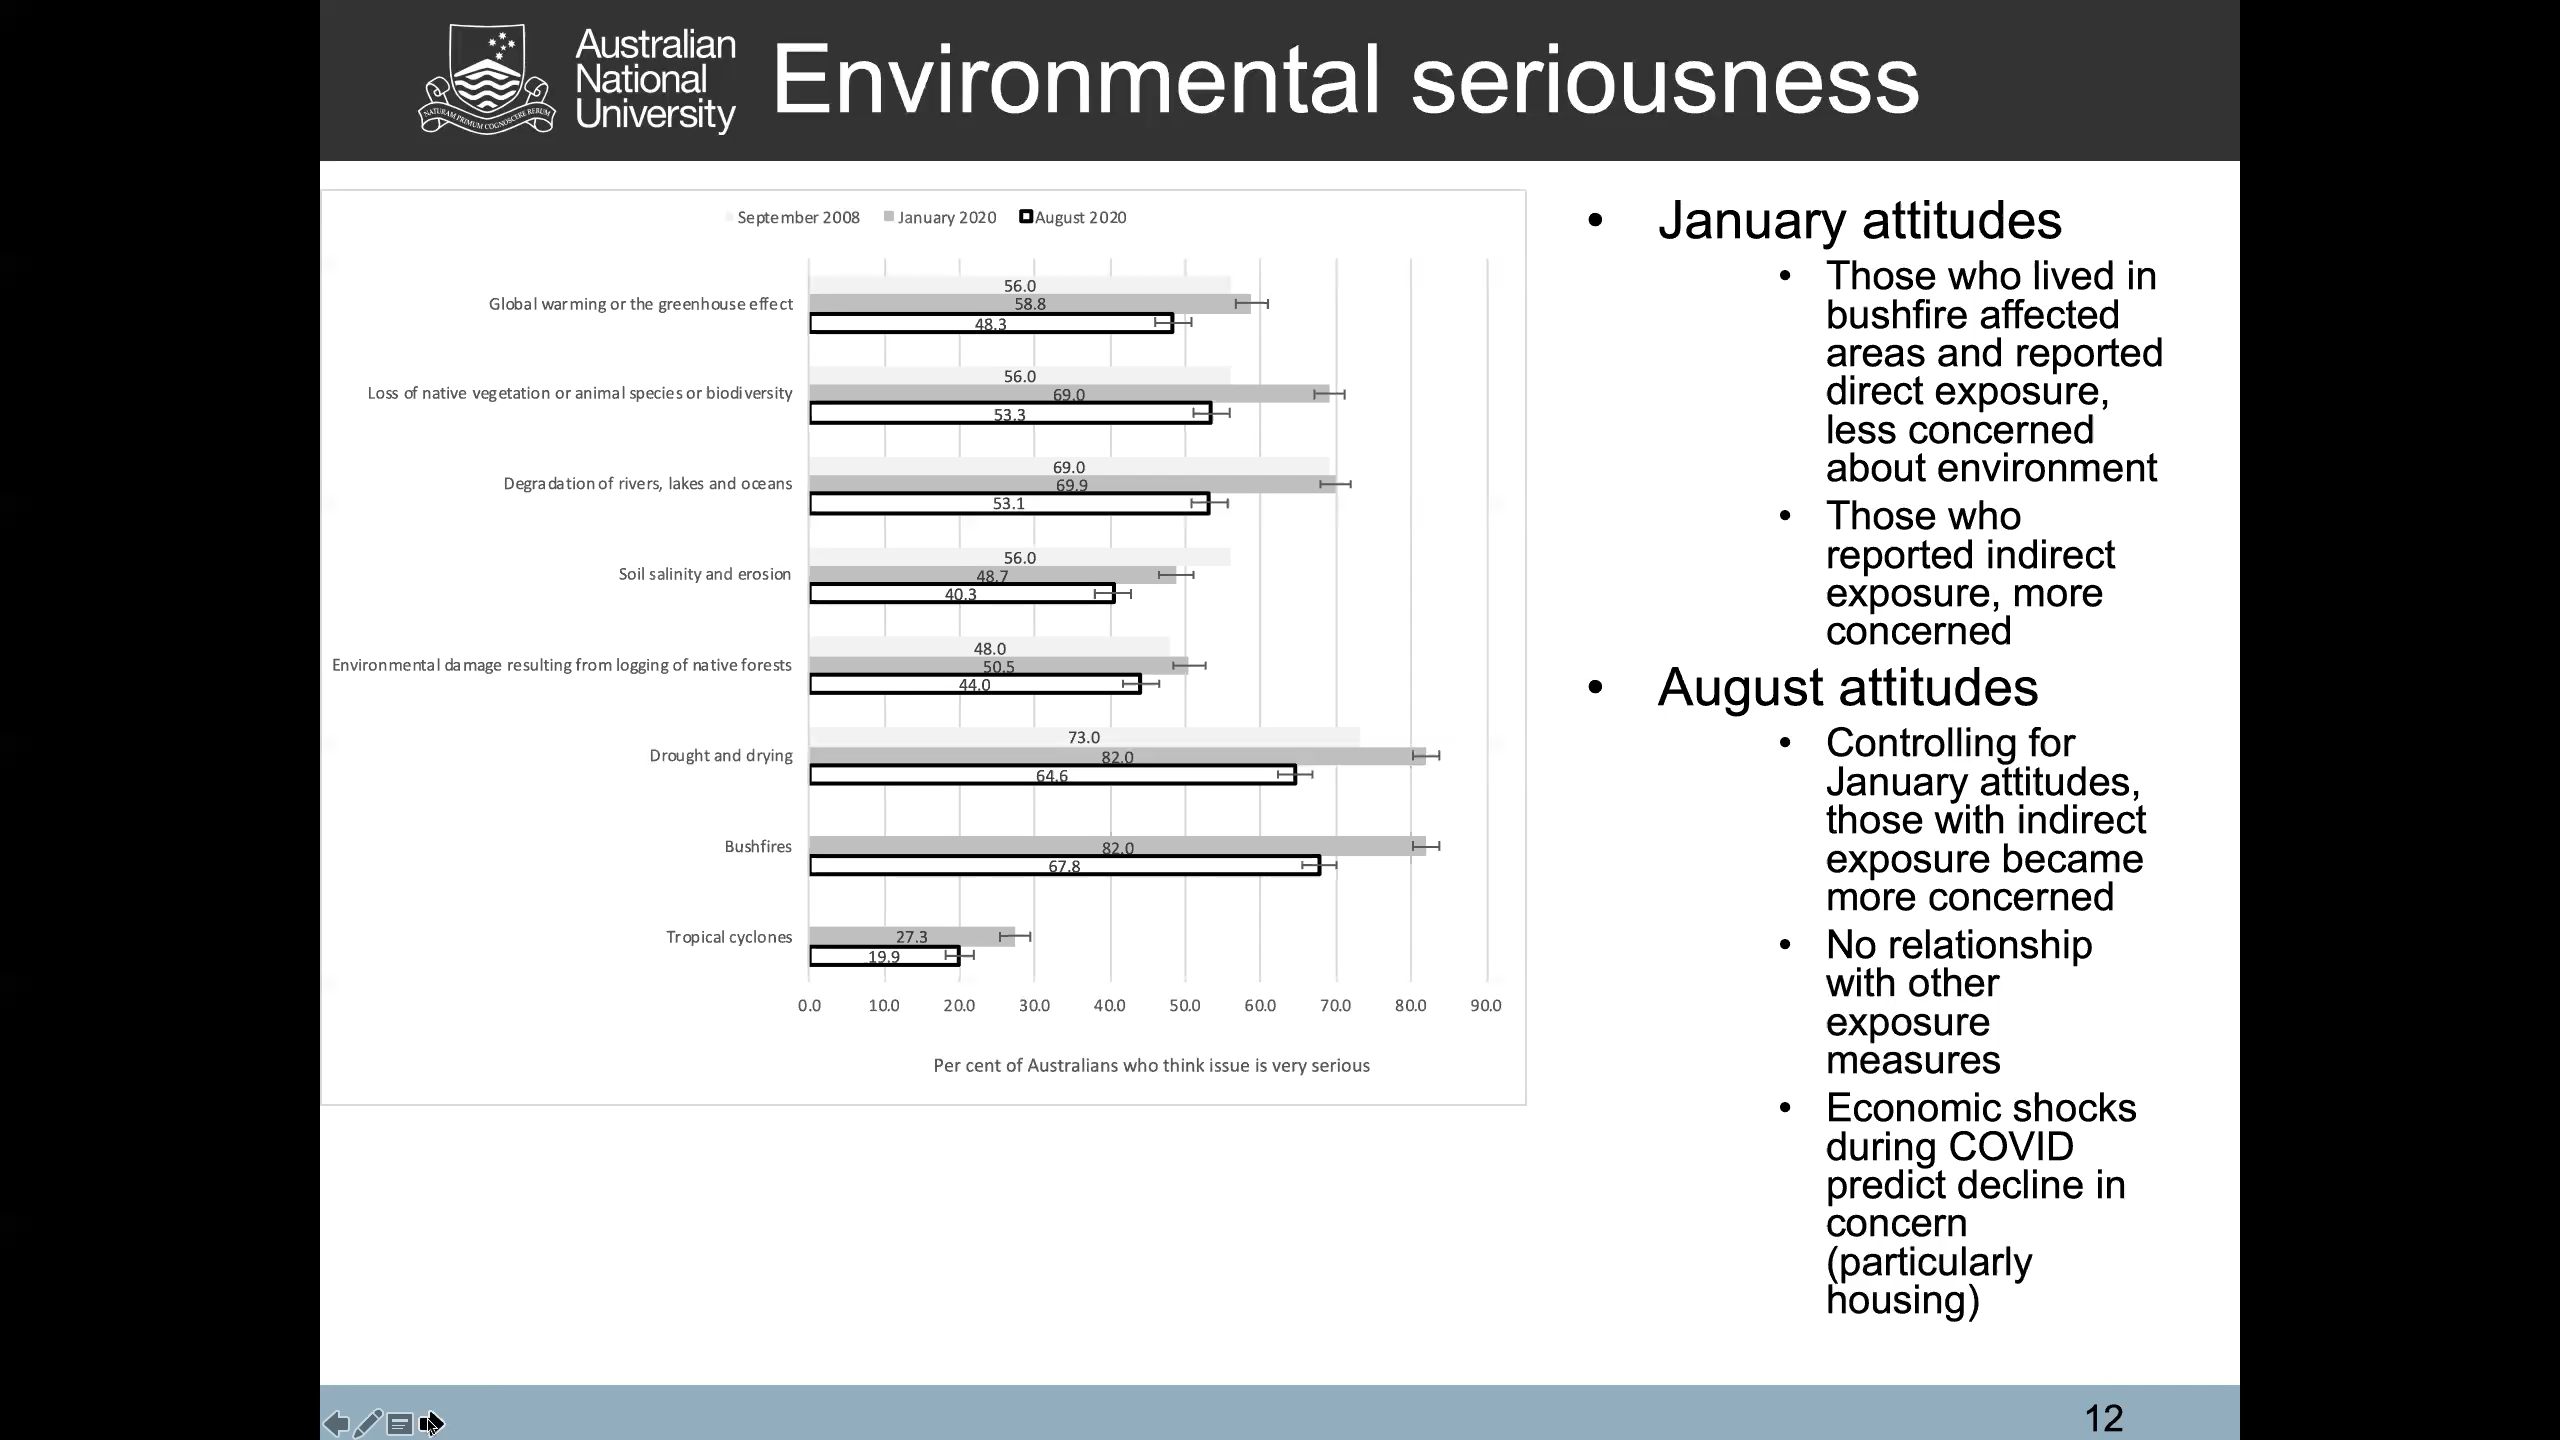 Australian
National
University
NATURAM PRIMUM COGNOSCERE RERUM
Environmental seriousness
September 2008 January 2020 August 2020
Global warming or the greenhouse effect
56.0
58.8
48.3
Loss of native vegetation or animal species or biodiversity
56.0
69.0
53.3
Degradation of rivers, lakes and oceans
69.0
69.9
53.1
Soil salinity and erosion
56.0
48.7
40.3
Environmental damage resulting from logging of native forests
48.0
50.5
44.0
Drought and drying
73.0
82.0
64.6
Bushfires
82.0
67.8
Tropical cyclones
27.3
19.9
0.0 10.0 20.0 30.0 40.0 50.0 60.0 70.0 80.0 90.0
Per cent of Australians who think issue is very serious
• January attitudes
• Those who lived in
bushfire affected
areas and reported
direct exposure,
less concerned
about environment
• Those who
reported indirect
exposure, more
concerned
• August attitudes
• Controlling for
January attitudes,
those with indirect
exposure became
more concerned
• No relationship
with other
exposure
measures
• Economic shocks
during COVID
predict decline in
concern
(particularly
housing)
12